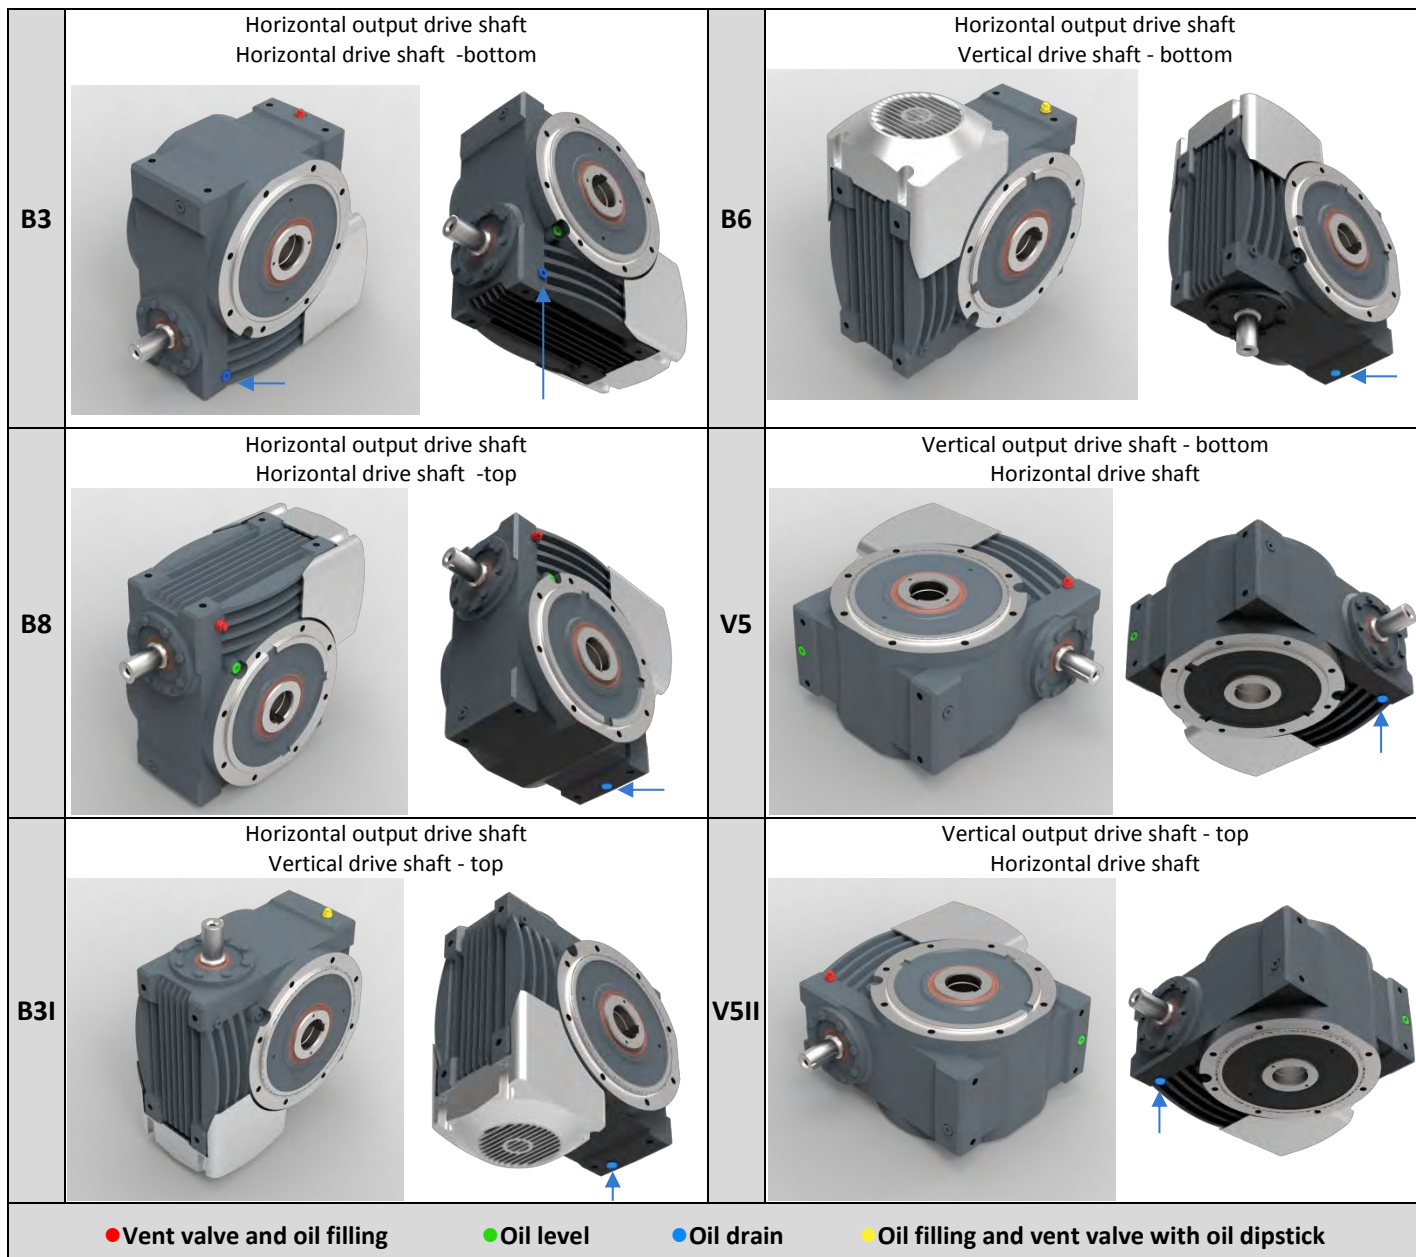 Horizontal output drive shaft
Horizontal drive shaft -bottom
B3
Horizontal output drive shaft
Vertical drive shaft - bottom
B6
Horizontal output drive shaft
Horizontal drive shaft -top
B8
Vertical output drive shaft - bottom
Horizontal drive shaft
V5
Horizontal output drive shaft
Vertical drive shaft - top
B3I
Vertical output drive shaft - top
Horizontal drive shaft
V5II
Vent valve and oil filling
Oil level
Oil drain
Oil filling and vent valve with oil dipstick